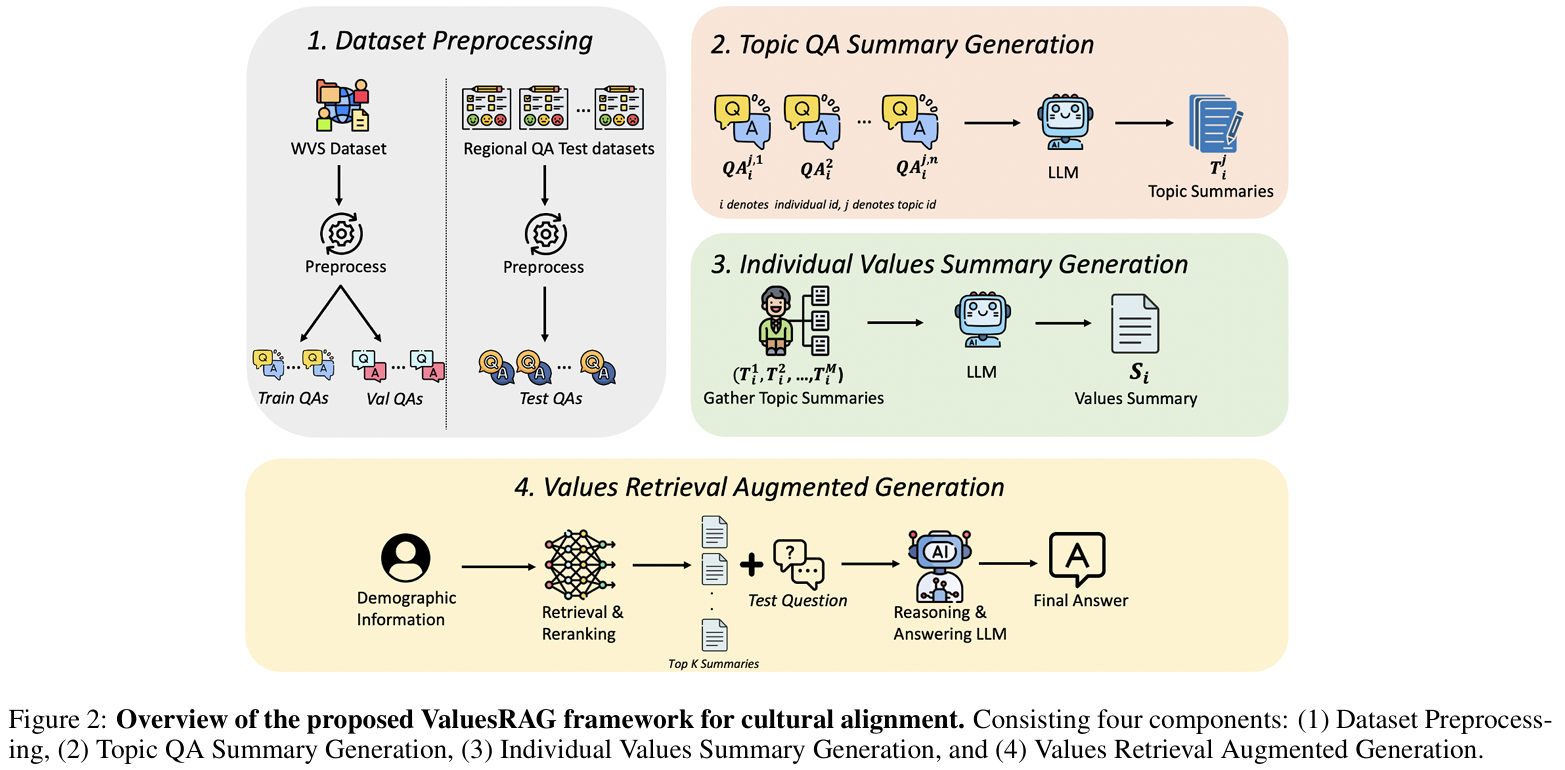 1. Dataset Preprocessing
WVS Dataset
Regional QA Test datasets
...
Preprocess
Preprocess
Q A ... Q A
Q A ... Q A
Q A Q A ... Q A
Train QAs
Val QAs
Test QAs
2. Topic QA Summary Generation
Q A Q A ... Q A
AI
QA_i^{j,1}
QA_i^2
QA_i^{j,n}
LLM
T_i^j
Topic Summaries
i denotes individual id, j denotes topic id
3. Individual Values Summary Generation
AI
(T_i^1, T_i^2, ..., T_i^M)
Gather Topic Summaries
LLM
S_i
Values Summary
4. Values Retrieval Augmented Generation
Demographic
Information
Retrieval &
Reranking
Top K Summaries
+
?
Test Question
AI
Reasoning &
Answering LLM
A
Final Answer
Figure 2: Overview of the proposed ValuesRAG framework for cultural alignment. Consisting four components: (1) Dataset Preprocess-
ing, (2) Topic QA Summary Generation, (3) Individual Values Summary Generation, and (4) Values Retrieval Augmented Generation.